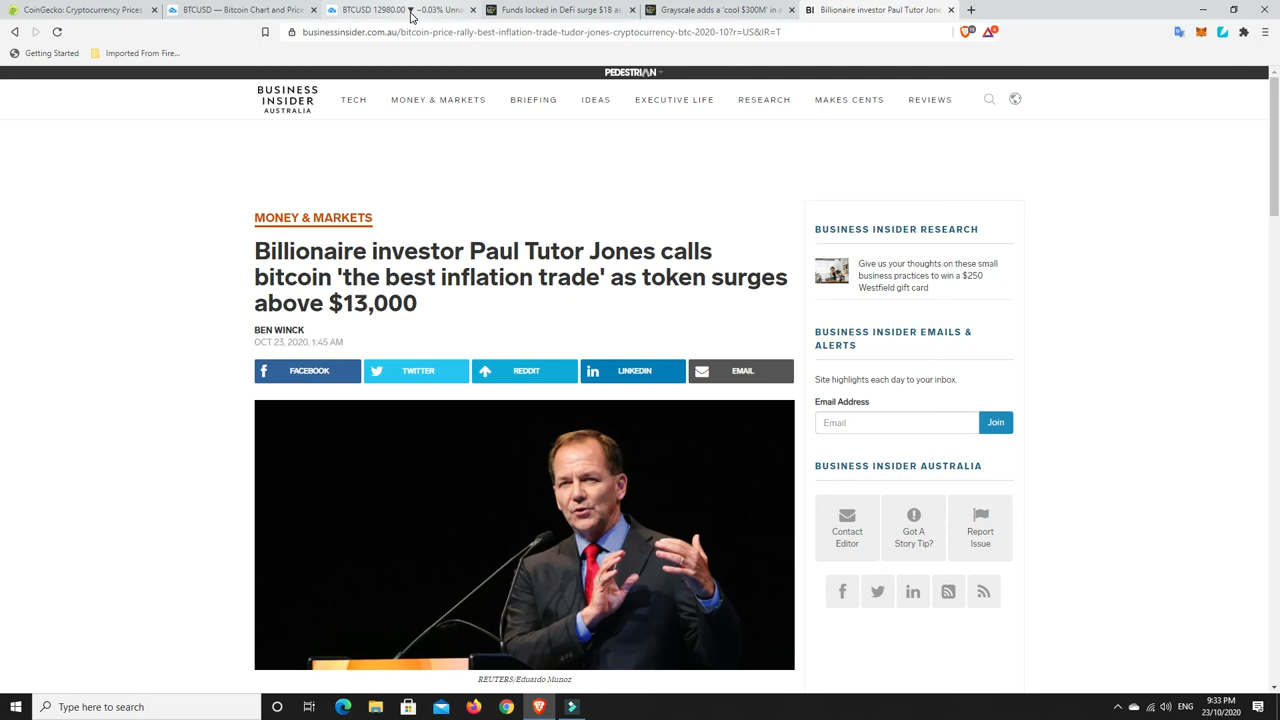 CoinGecko: Cryptocurrency Prices
BTCUSD — Bitcoin Chart and Price
BTCUSD 12980.00 ▼ −0.03% Unna
Funds locked in DeFi surge $18 as
Grayscale adds a 'cool $300M' in a
BI Billionaire investor Paul Tutor Jone
businessinsider.com.au/bitcoin-price-rally-best-inflation-trade-tudor-jones-cryptocurrency-btc-2020-10?r=US&IR=T
Getting Started
Imported From Fire...
PEDESTRIAN
BUSINESS
INSIDER
AUSTRALIA
TECH
MONEY & MARKETS
BRIEFING
IDEAS
EXECUTIVE LIFE
RESEARCH
MAKES CENTS
REVIEWS
MONEY & MARKETS
Billionaire investor Paul Tutor Jones calls
bitcoin 'the best inflation trade' as token surges
above $13,000
BEN WINCK
OCT 23, 2020, 1:45 AM
FACEBOOK
TWITTER
REDDIT
LINKEDIN
EMAIL
REUTERS/Eduardo Munoz
BUSINESS INSIDER RESEARCH
Give us your thoughts on these small
business practices to win a $250
Westfield gift card
BUSINESS INSIDER EMAILS &
ALERTS
Site highlights each day to your inbox.
Email Address
Email
Join
BUSINESS INSIDER AUSTRALIA
Contact
Editor
Got A
Story Tip?
Report
Issue
Type here to search
ENG
9:33 PM
23/10/2020